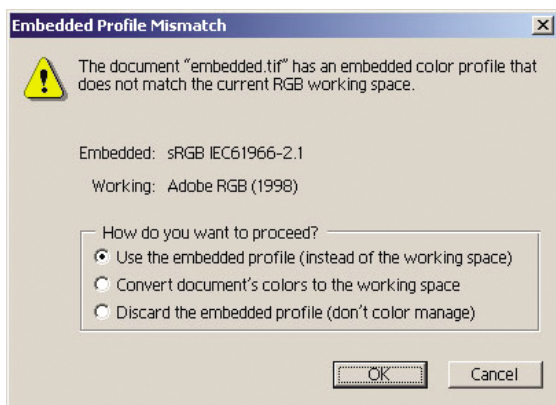 Embedded Profile Mismatch
The document "embedded.tif" has an embedded color profile that
does not match the current RGB working space.
Embedded: sRGB IEC61966-2.1
Working: Adobe RGB (1998)
How do you want to proceed?
Use the embedded profile (instead of the working space)
Convert document's colors to the working space
Discard the embedded profile (don't color manage)
OK Cancel